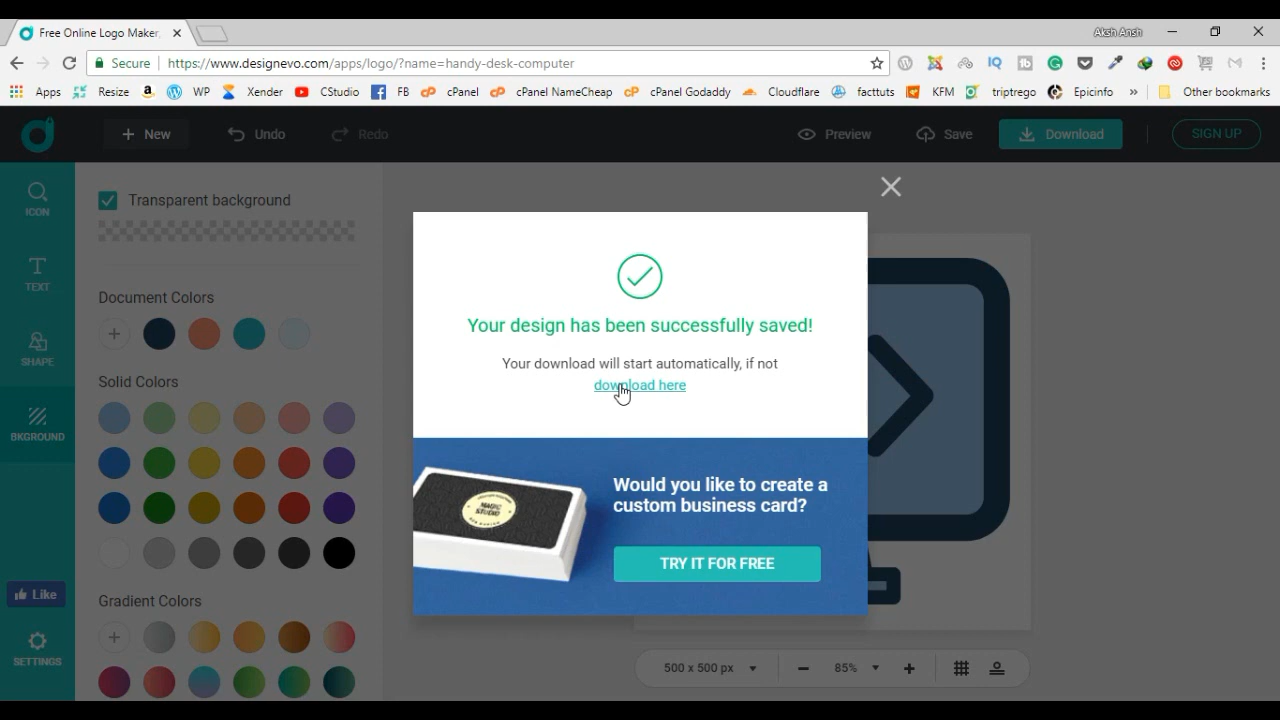 Free Online Logo Maker
Aksh Ansh
Secure
https://www.designevo.com/apps/logo/?name=handy-desk-computer
Apps Resize WP Xender CStudio FB cPanel cPanel NameCheap cPanel Godaddy Cloudflare factuts KFM triptrego Epicinfo » Other bookmarks
New Undo Redo Preview Save Download SIGN UP
ICON
TEXT
SHAPE
BKGROUND
Like
SETTINGS
Transparent background
Document Colors
Solid Colors
Gradient Colors
Your design has been successfully saved!
Your download will start automatically, if not
download here
MAGIC
STUDIO
Would you like to create a
custom business card?
TRY IT FOR FREE
500 x 500 px 85%